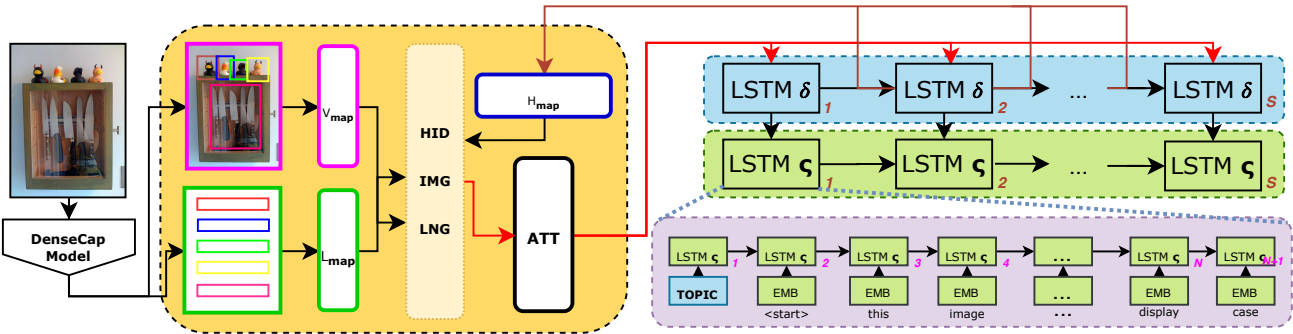 DenseCap
Model
V map
L map
HID
IMG
LNG
H map
ATT
LSTM δ
1
LSTM δ
2
...
LSTM δ
S
LSTM ς
1
LSTM ς
2
...
LSTM ς
S
LSTM ς
1
LSTM ς
2
LSTM ς
3
LSTM ς
4
...
LSTM ς
N
LSTM ς
N+1
TOPIC
EMB
EMB
EMB
...
EMB
EMB
<start>
this
image
...
display
case